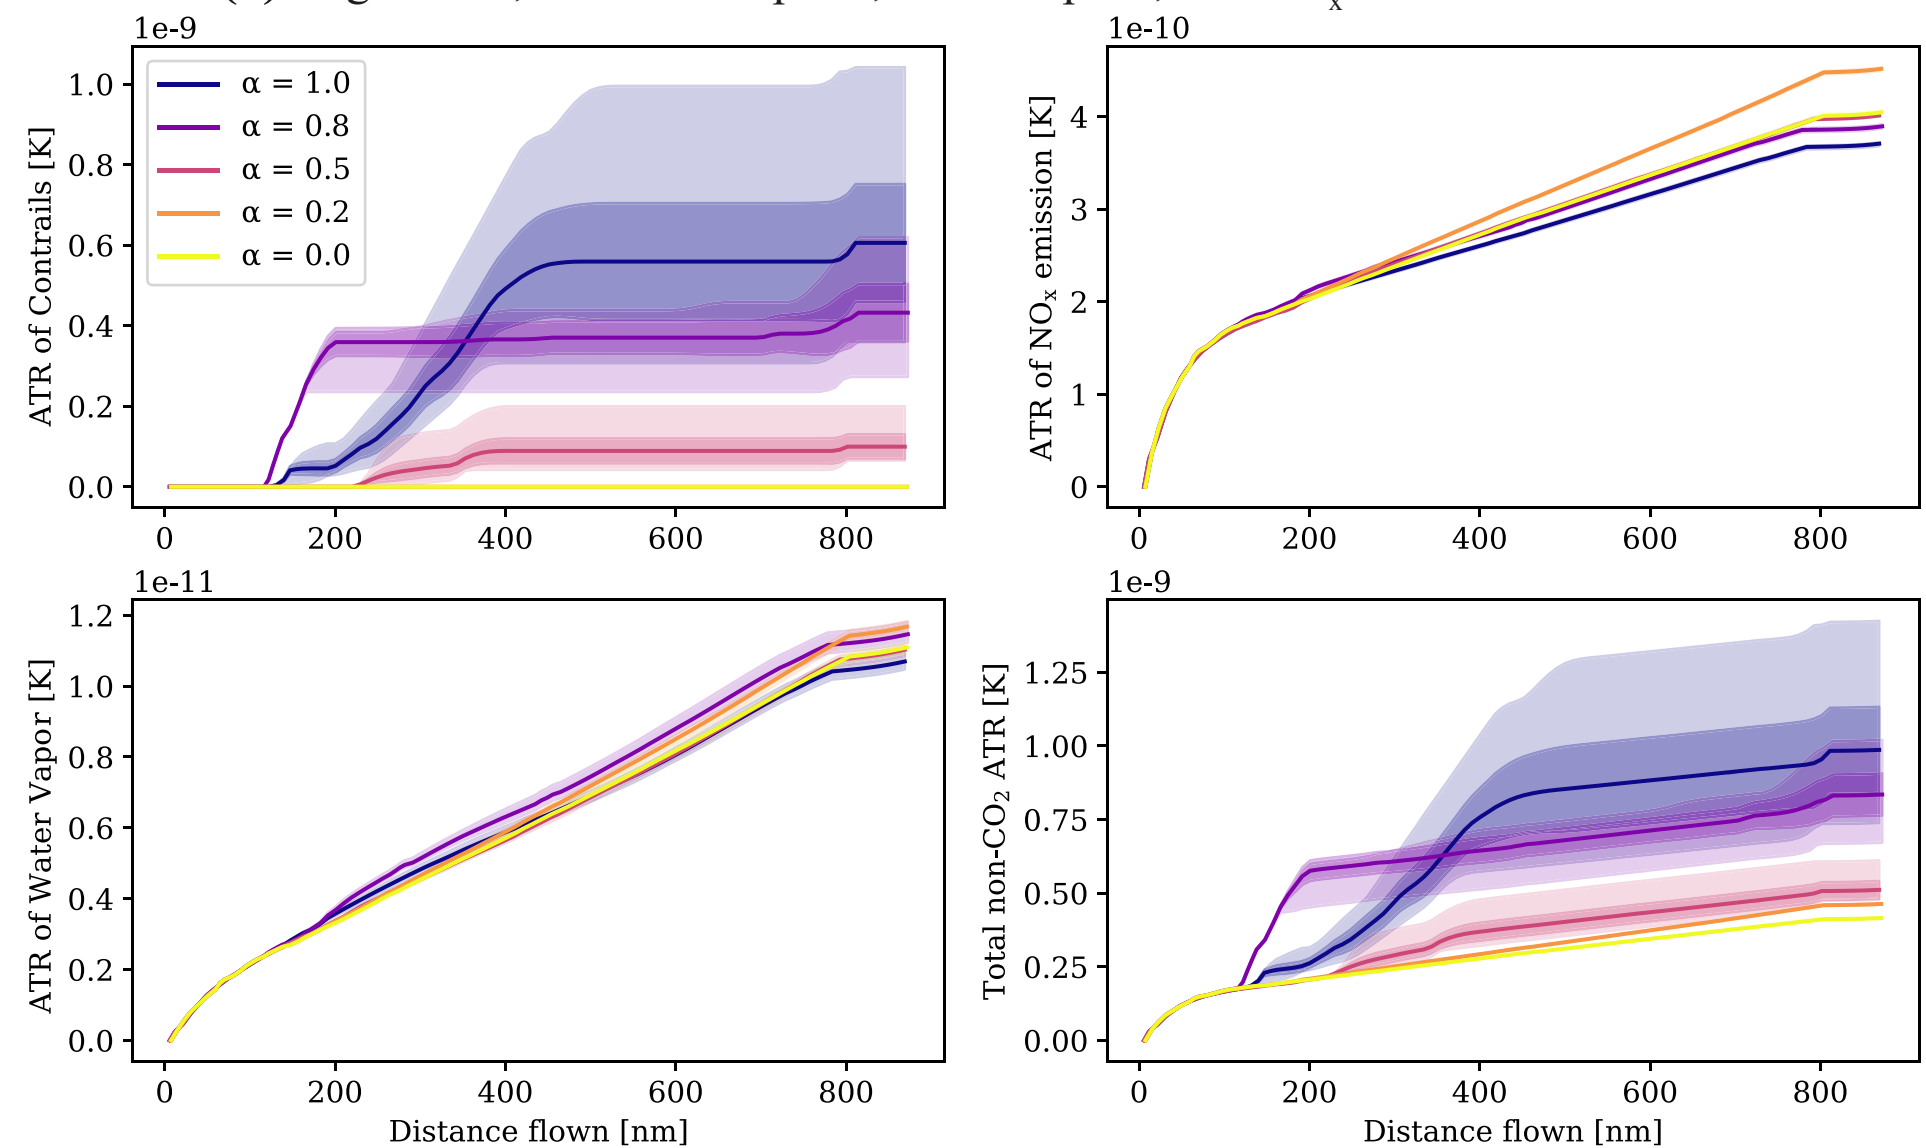 1e-9
ATR of Contrails [K]
1.0
0.8
0.6
0.4
0.2
0.0
α = 1.0
α = 0.8
α = 0.5
α = 0.2
α = 0.0
0 200 400 600 800
1e-10
ATR of NOx emission [K]
4
3
2
1
0
0 200 400 600 800
1e-11
ATR of Water Vapor [K]
1.2
1.0
0.8
0.6
0.4
0.2
0.0
0 200 400 600 800
Distance flown [nm]
1e-9
Total non-CO₂ ATR [K]
1.25
1.00
0.75
0.50
0.25
0.00
0 200 400 600 800
Distance flown [nm]